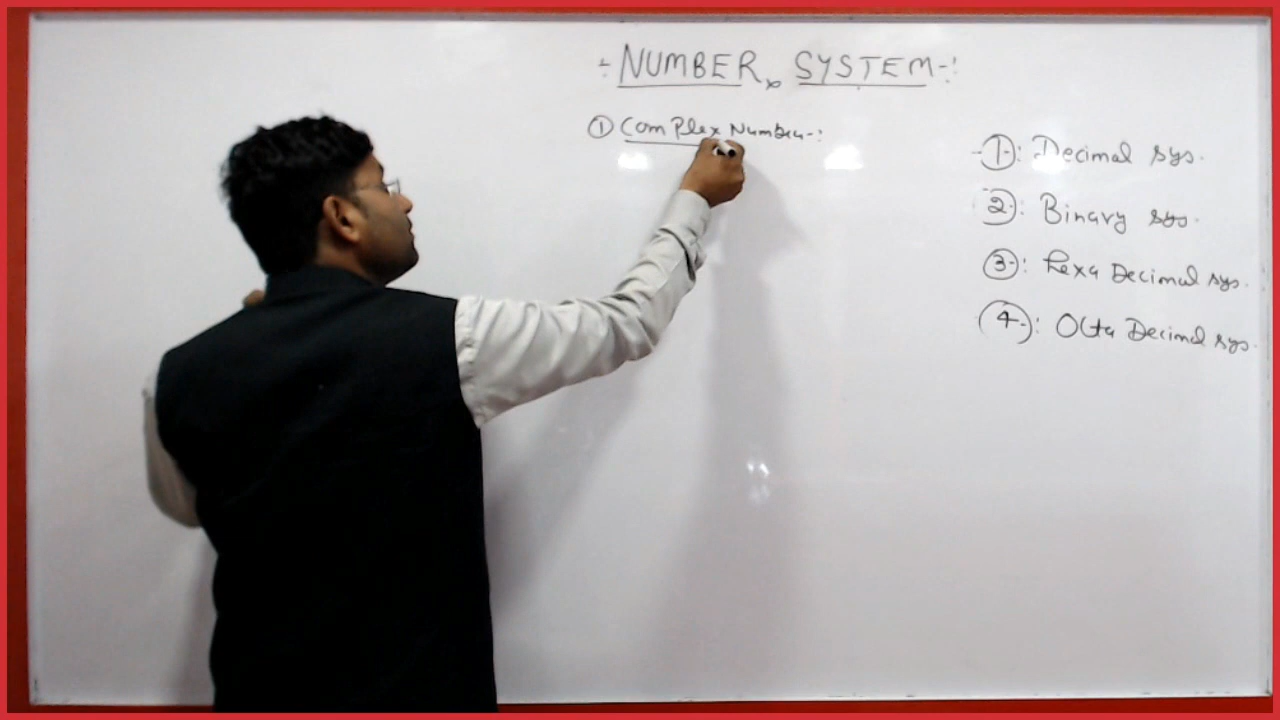 ÷ NUMBER SYSTEM -:
① Complex Number -:
① : Decimal sys.
② : Binary sys.
③ : hexa Decimal sys.
④ : Octa Decimal sys.